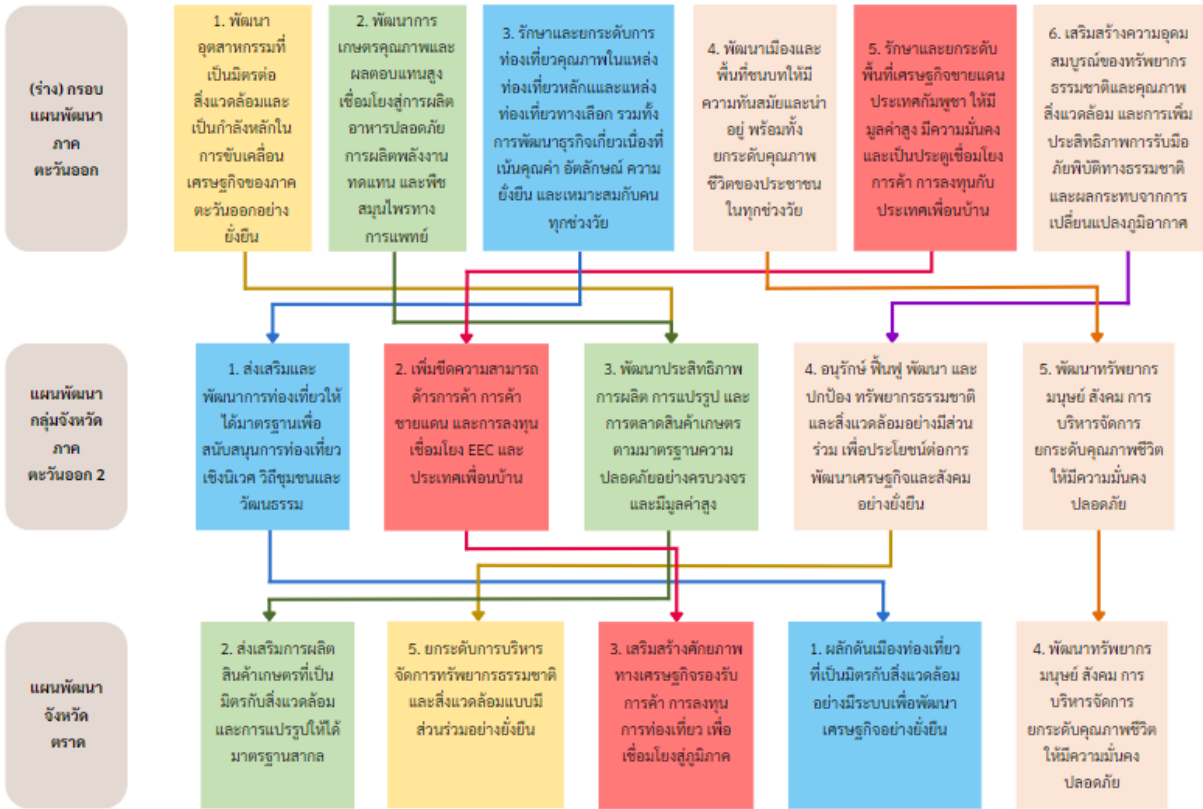 (ร่าง) กรอบ
แผนพัฒนา
ภาค
ตะวันออก
1. พัฒนา
อุตสาหกรรมที่
เป็นมิตรต่อ
สิ่งแวดล้อมและ
เป็นกำลังหลักใน
การขับเคลื่อน
เศรษฐกิจของภาค
ตะวันออกอย่าง
ยั่งยืน
2. พัฒนาการ
เกษตรคุณภาพและ
ผลตอบแทนสูง
เชื่อมโยงสู่การผลิต
อาหารปลอดภัย
การผลิตพลังงาน
ทดแทน และพืช
สมุนไพรทาง
การแพทย์
3. รักษาและยกระดับการ
ท่องเที่ยวคุณภาพในแหล่ง
ท่องเที่ยวหลักแและแหล่ง
ท่องเที่ยวทางเลือก รวมทั้ง
การพัฒนาธุรกิจเกี่ยวเนื่องที่
เน้นคุณค่า อัตลักษณ์ ความ
ยั่งยืน และเหมาะสมกับคน
ทุกช่วงวัย
4. พัฒนาเมืองและ
พื้นที่ชนบทให้มี
ความทันสมัยและน่า
อยู่ พร้อมทั้ง
ยกระดับคุณภาพ
ชีวิตของประชาชน
ในทุกช่วงวัย
5. รักษาและยกระดับ
พื้นที่เศรษฐกิจชายแดน
ประเทศกัมพูชา ให้มี
มูลค่าสูง มีความมั่นคง
และเป็นประตูเชื่อมโยง
การค้า การลงทุนกับ
ประเทศเพื่อนบ้าน
6. เสริมสร้างความอุดม
สมบูรณ์ของทรัพยากร
ธรรมชาติและคุณภาพ
สิ่งแวดล้อม และการเพิ่ม
ประสิทธิภาพการรับมือ
ภัยพิบัติทางธรรมชาติ
และผลกระทบจากการ
เปลี่ยนแปลงภูมิอากาศ
แผนพัฒนา
กลุ่มจังหวัด
ภาค
ตะวันออก 2
1. ส่งเสริมและ
พัฒนาการท่องเที่ยวให้
ได้มาตรฐานเพื่อ
สนับสนุนการท่องเที่ยว
เชิงนิเวศ วิถีชุมชนและ
วัฒนธรรม
2. เพิ่มขีดความสามารถ
ด้ารการค้า การค้า
ชายแดน และการลงทุน
เชื่อมโยง EEC และ
ประเทศเพื่อนบ้าน
3. พัฒนาประสิทธิภาพ
การผลิต การแปรรูป และ
การตลาดสินค้าเกษตร
ตามมาตรฐานความ
ปลอดภัยอย่างครบวงจร
และมีมูลค่าสูง
4. อนุรักษ์ ฟื้นฟู พัฒนา และ
ปกป้อง ทรัพยากรธรรมชาติ
และสิ่งแวดล้อมอย่างมีส่วน
ร่วม เพื่อประโยชน์ต่อการ
พัฒนาเศรษฐกิจและสังคม
อย่างยั่งยืน
5. พัฒนาทรัพยากร
มนุษย์ สังคม การ
บริหารจัดการ
ยกระดับคุณภาพชีวิต
ให้มีความมั่นคง
ปลอดภัย
แผนพัฒนา
จังหวัด
ตราด
2. ส่งเสริมการผลิต
สินค้าเกษตรที่เป็น
มิตรกับสิ่งแวดล้อม
และการแปรรูปให้ได้
มาตรฐานสากล
5. ยกระดับการบริหาร
จัดการทรัพยากรธรรมชาติ
และสิ่งแวดล้อมแบบมี
ส่วนร่วมอย่างยั่งยืน
3. เสริมสร้างศักยภาพ
ทางเศรษฐกิจรองรับ
การค้า การลงทุน
การท่องเที่ยว เพื่อ
เชื่อมโยงสู่ภูมิภาค
1. ผลักดันเมืองท่องเที่ยว
ที่เป็นมิตรกับสิ่งแวดล้อม
อย่างมีระบบเพื่อพัฒนา
เศรษฐกิจอย่างยั่งยืน
4. พัฒนาทรัพยากร
มนุษย์ สังคม การ
บริหารจัดการ
ยกระดับคุณภาพชีวิต
ให้มีความมั่นคง
ปลอดภัย